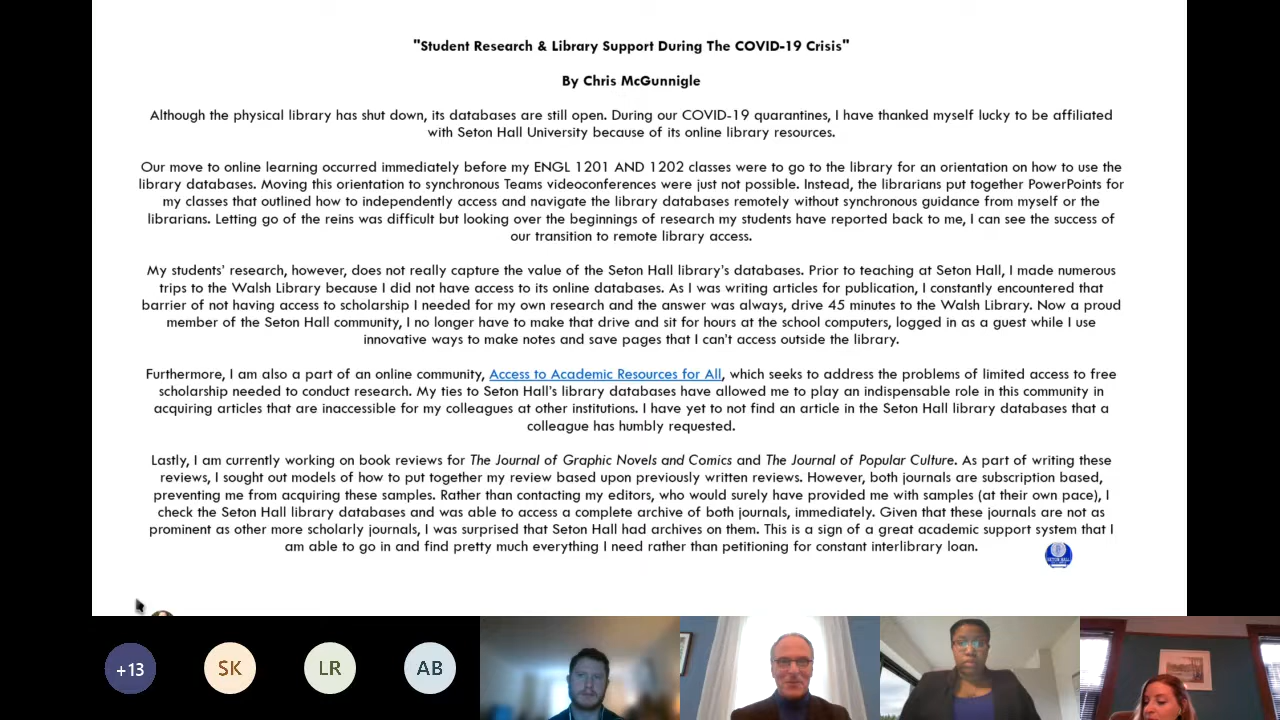 "Student Research & Library Support During The COVID-19 Crisis"
By Chris McGunnigle
Although the physical library has shut down, its databases are still open. During our COVID-19 quarantines, I have thanked myself lucky to be affiliated
with Seton Hall University because of its online library resources.
Our move to online learning occurred immediately before my ENGL 1201 AND 1202 classes were to go to the library for an orientation on how to use the
library databases. Moving this orientation to synchronous Teams videoconferences were just not possible. Instead, the librarians put together PowerPoints for
my classes that outlined how to independently access and navigate the library databases remotely without synchronous guidance from myself or the
librarians. Letting go of the reins was difficult but looking over the beginnings of research my students have reported back to me, I can see the success of
our transition to remote library access.
My students' research, however, does not really capture the value of the Seton Hall library's databases. Prior to teaching at Seton Hall, I made numerous
trips to the Walsh Library because I did not have access to its online databases. As I was writing articles for publication, I constantly encountered that
barrier of not having access to scholarship I needed for my own research and the answer was always, drive 45 minutes to the Walsh Library. Now a proud
member of the Seton Hall community, I no longer have to make that drive and sit for hours at the school computers, logged in as a guest while I use
innovative ways to make notes and save pages that I can't access outside the library.
Furthermore, I am also a part of an online community, Access to Academic Resources for All, which seeks to address the problems of limited access to free
scholarship needed to conduct research. My ties to Seton Hall's library databases have allowed me to play an indispensable role in this community in
acquiring articles that are inaccessible for my colleagues at other institutions. I have yet to not find an article in the Seton Hall library databases that a
colleague has humbly requested.
Lastly, I am currently working on book reviews for The Journal of Graphic Novels and Comics and The Journal of Popular Culture. As part of writing these
reviews, I sought out models of how to put together my review based upon previously written reviews. However, both journals are subscription based,
preventing me from acquiring these samples. Rather than contacting my editors, who would surely have provided me with samples (at their own pace), I
check the Seton Hall library databases and was able to access a complete archive of both journals, immediately. Given that these journals are not as
prominent as other more scholarly journals, I was surprised that Seton Hall had archives on them. This is a sign of a great academic support system that I
am able to go in and find pretty much everything I need rather than petitioning for constant interlibrary loan.
SETON HALL
+13
SK
LR
AB